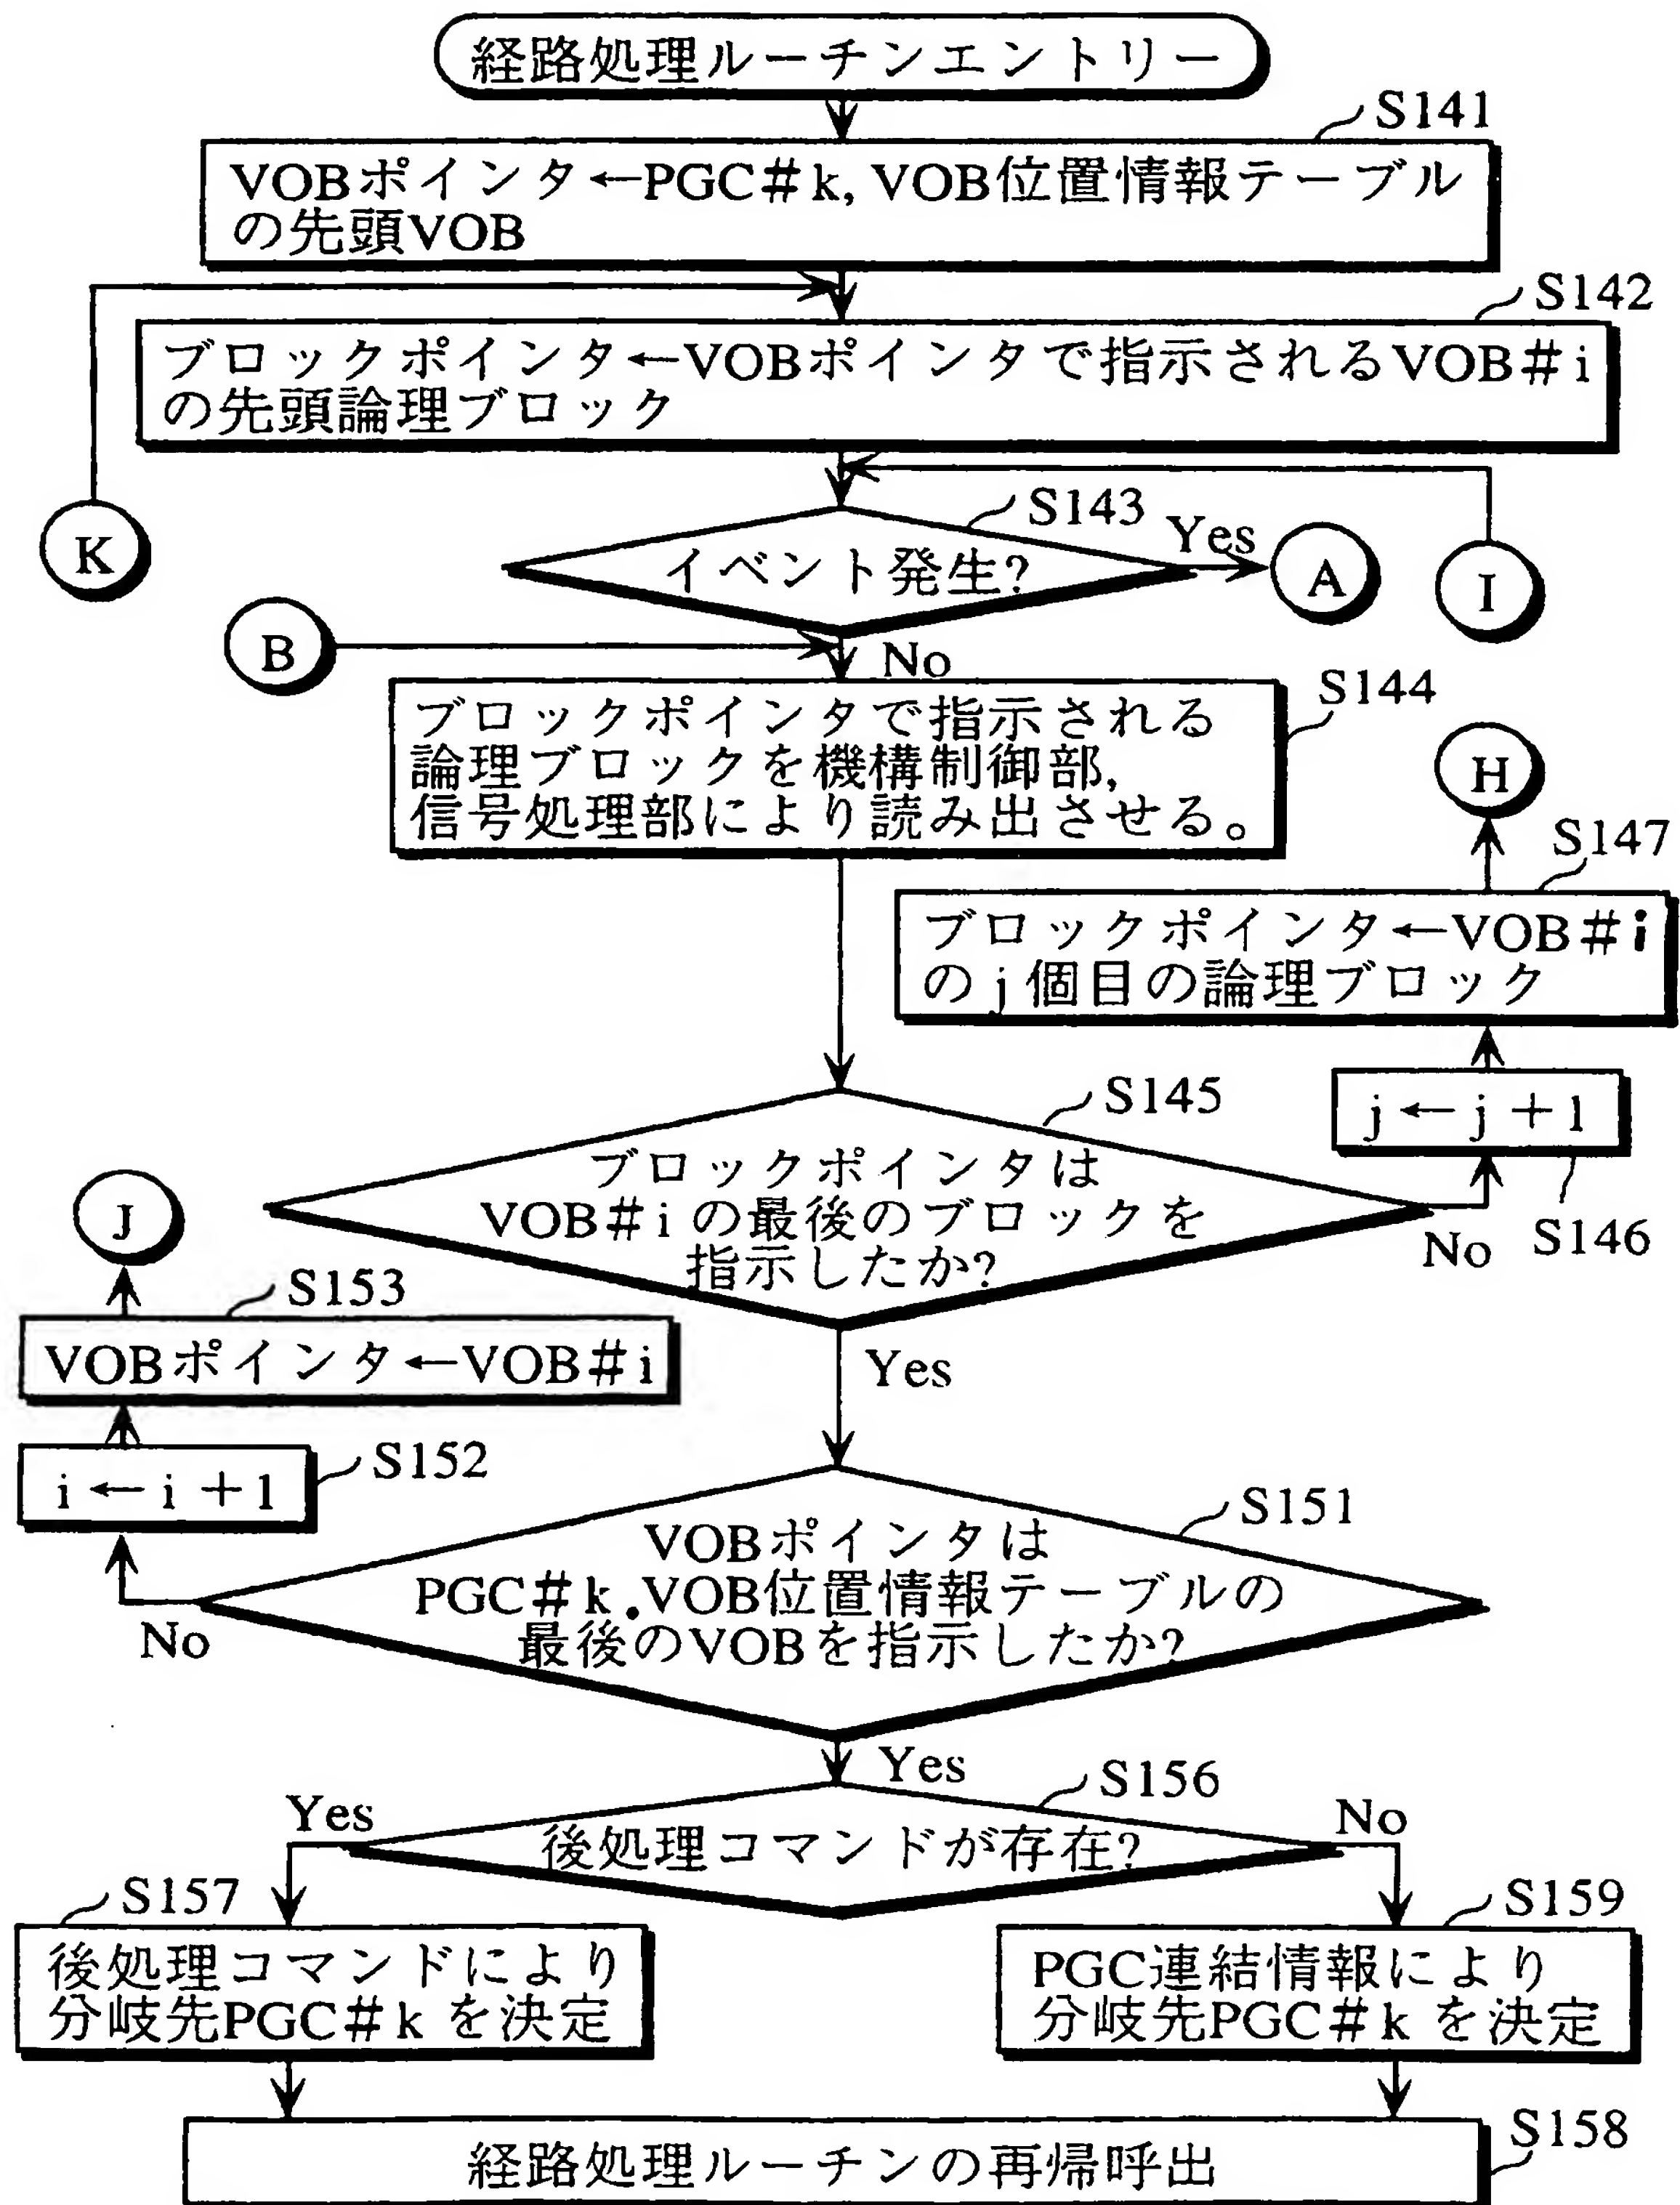 経路処理ルーチンエントリー
S141
VOBポインタ←PGC#k, VOB位置情報テーブル
の先頭VOB
S142
ブロックポインタ←VOBポインタで指示されるVOB#i
の先頭論理ブロック
K
S143
イベント発生?
Yes
A
I
B
No
S144
ブロックポインタで指示される
論理ブロックを機構制御部,
信号処理部により読み出させる。
H
S147
ブロックポインタ←VOB#i
のj個目の論理ブロック
j←j+1
S146
S145
ブロックポインタは
VOB#iの最後のブロックを
指示したか?
No
Yes
J
S153
VOBポインタ←VOB#i
S152
i←i+1
No
S151
VOBポインタは
PGC#k.VOB位置情報テーブルの
最後のVOBを指示したか?
Yes
S156
後処理コマンドが存在?
Yes
No
S157
後処理コマンドにより
分岐先PGC#kを決定
S159
PGC連結情報により
分岐先PGC#kを決定
S158
経路処理ルーチンの再帰呼出